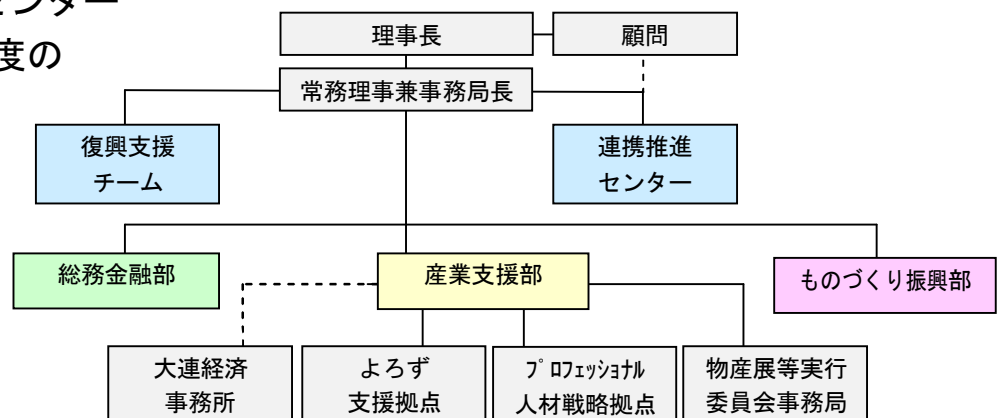 ンター
度の
理事長
顧問
常務理事兼事務局長
復興支援
チーム
連携推進
センター
総務金融部
産業支援部
ものづくり振興部
大連経済
事務所
よろず
支援拠点
ﾌﾟﾛﾌｪｯｼｮﾅﾙ
人材戦略拠点
物産展等実行
委員会事務局